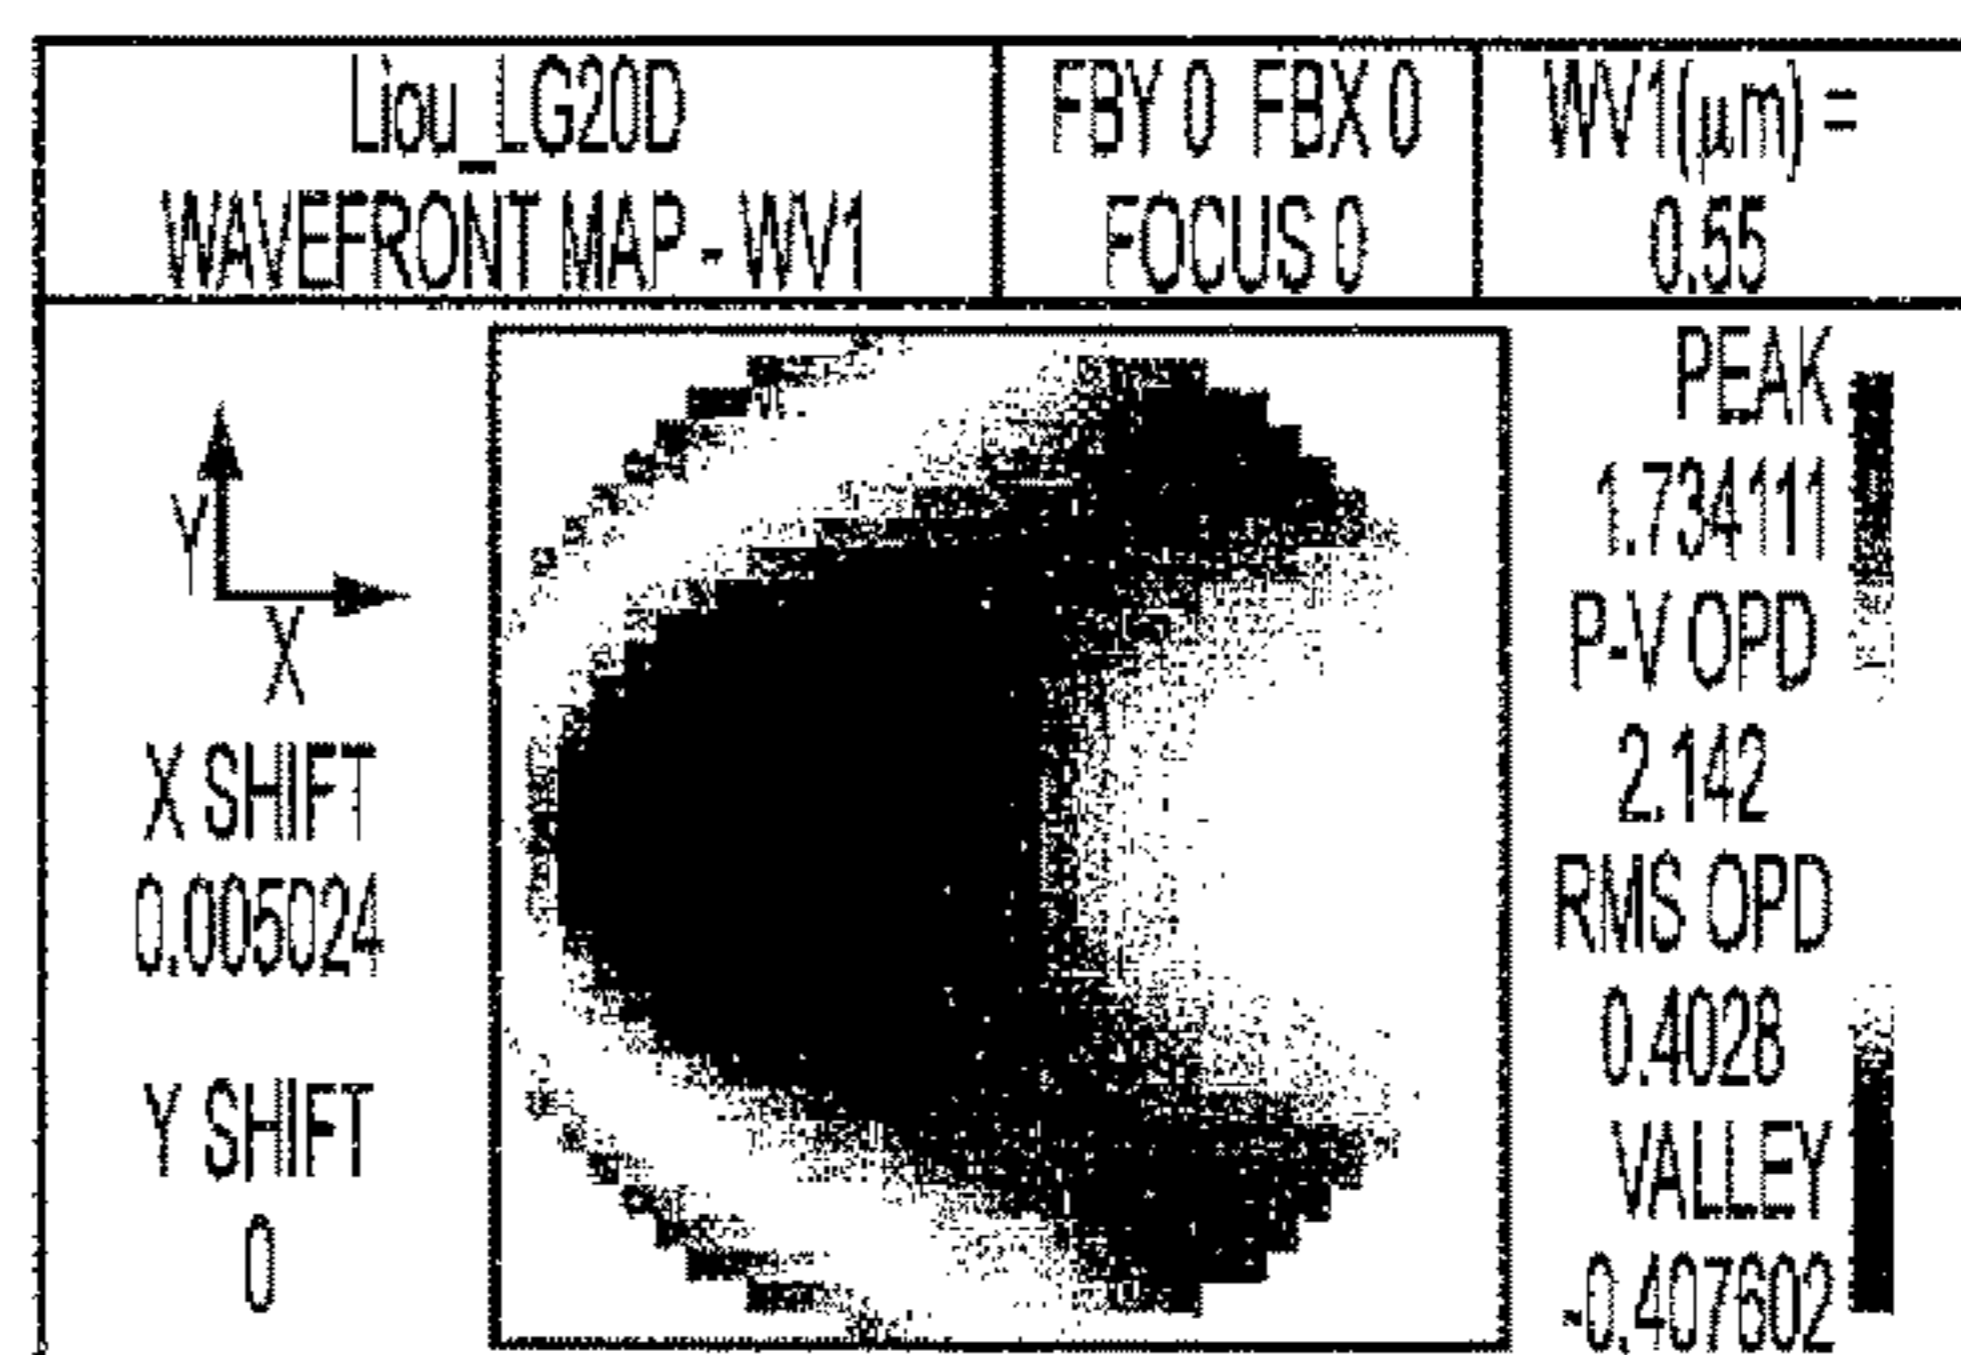 Liou_LG20D
WAVEFRONT MAP - WV1
FBY 0 FBX 0
FOCUS 0
WV1(μm) =
0.55
Y
X
X SHIFT
0.005024
Y SHIFT
0
PEAK
1.734111
P-V OPD
2.142
RMS OPD
0.4028
VALLEY
-0.407602